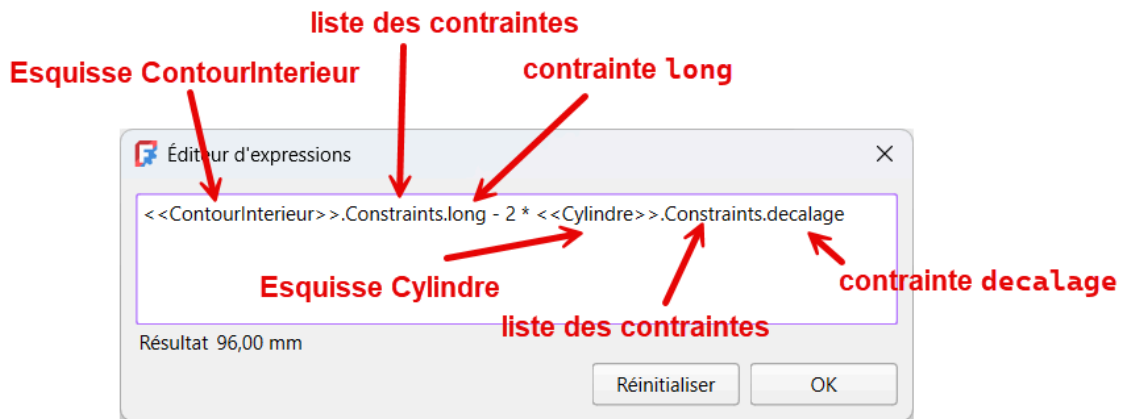 liste des contraintes
Esquisse ContourInterieur
contrainte long
Éditeur d'expressions
<<ContourInterieur>>.Constraints.long - 2 * <<Cylindre>>.Constraints.decalage
Esquisse Cylindre
contrainte decalage
liste des contraintes
Résultat 96,00 mm
Réinitialiser
OK